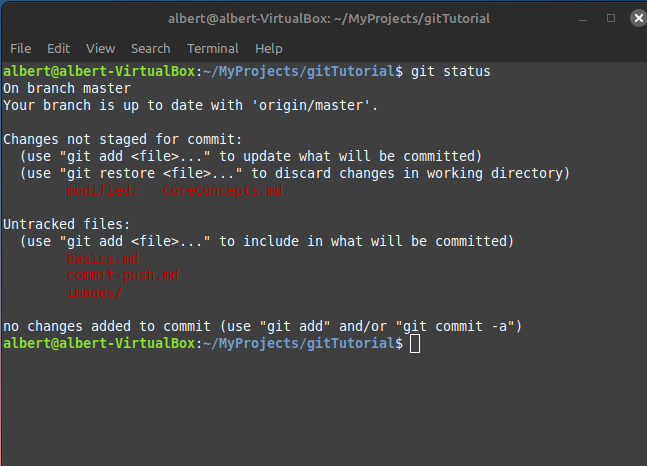 albert@albert-VirtualBox: ~/MyProjects/gitTutorial
File Edit View Search Terminal Help
albert@albert-VirtualBox:~/MyProjects/gitTutorial$ git status
On branch master
Your branch is up to date with 'origin/master'.
Changes not staged for commit:
(use "git add <file>..." to update what will be committed)
(use "git restore <file>..." to discard changes in working directory)
modified: CoreConcepts.md
Untracked files:
(use "git add <file>..." to include in what will be committed)
basics.md
commit-push.md
images/
no changes added to commit (use "git add" and/or "git commit -a")
albert@albert-VirtualBox:~/MyProjects/gitTutorial$